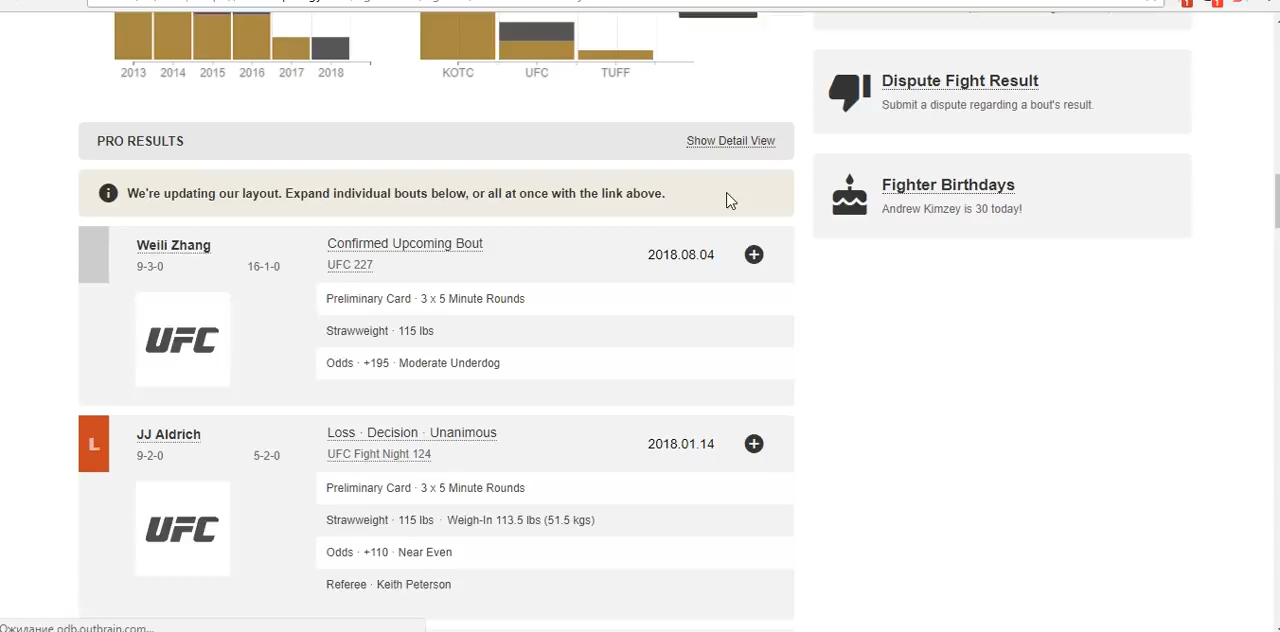 2013 2014 2015 2016 2017 2018
KOTC UFC TUFF
PRO RESULTS Show Detail View
We're updating our layout. Expand individual bouts below, or all at once with the link above.
Weili Zhang Confirmed Upcoming Bout 2018.08.04
9-3-0 16-1-0 UFC 227
Preliminary Card · 3 x 5 Minute Rounds
Strawweight · 115 lbs
UFC
Odds · +195 · Moderate Underdog
L JJ Aldrich Loss · Decision · Unanimous 2018.01.14
9-2-0 5-2-0 UFC Fight Night 124
Preliminary Card · 3 x 5 Minute Rounds
Strawweight · 115 lbs · Weigh-In 113.5 lbs (51.5 kgs)
UFC
Odds · +110 · Near Even
Referee · Keith Peterson
Dispute Fight Result
Submit a dispute regarding a bout's result.
Fighter Birthdays
Andrew Kimzey is 30 today!
Ожидание odb.outbrain.com...
1 1